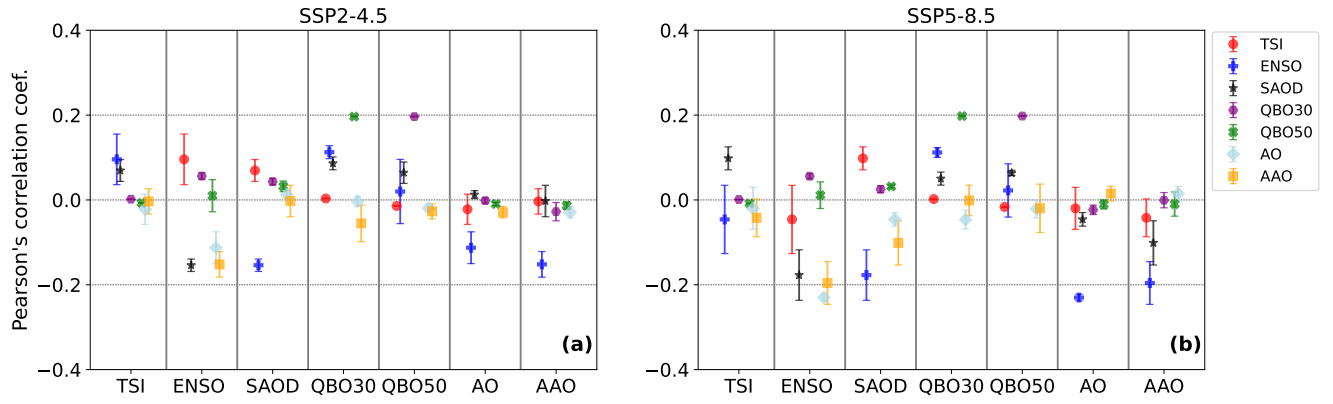 SSP2-4.5
SSP5-8.5
Pearson's correlation coef.
0.4
0.2
0.0
−0.2
−0.4
TSI ENSO SAOD QBO30 QBO50 AO AAO
(a)
0.4
0.2
0.0
−0.2
−0.4
TSI ENSO SAOD QBO30 QBO50 AO AAO
(b)
TSI
ENSO
SAOD
QBO30
QBO50
AO
AAO